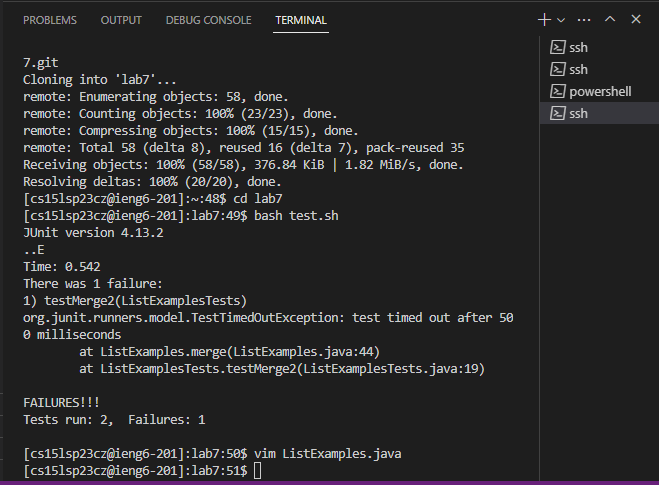 PROBLEMS OUTPUT DEBUG CONSOLE TERMINAL
7.git
Cloning into 'lab7'...
remote: Enumerating objects: 58, done.
remote: Counting objects: 100% (23/23), done.
remote: Compressing objects: 100% (15/15), done.
remote: Total 58 (delta 8), reused 16 (delta 7), pack-reused 35
Receiving objects: 100% (58/58), 376.84 KiB | 1.82 MiB/s, done.
Resolving deltas: 100% (20/20), done.
[cs15lsp23cz@ieng6-201]:~:48$ cd lab7
[cs15lsp23cz@ieng6-201]:lab7:49$ bash test.sh
JUnit version 4.13.2
..E
Time: 0.542
There was 1 failure:
1) testMerge2(ListExamplesTests)
org.junit.runners.model.TestTimedOutException: test timed out after 50
0 milliseconds
at ListExamples.merge(ListExamples.java:44)
at ListExamplesTests.testMerge2(ListExamplesTests.java:19)
FAILURES!!!
Tests run: 2,  Failures: 1
[cs15lsp23cz@ieng6-201]:lab7:50$ vim ListExamples.java
[cs15lsp23cz@ieng6-201]:lab7:51$
ssh
ssh
powershell
ssh